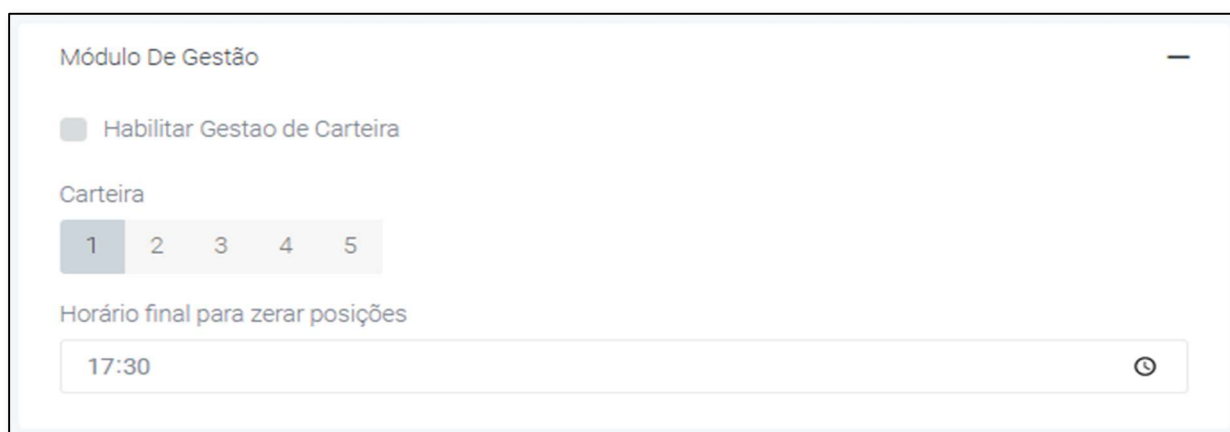 Módulo De Gestão
Habilitar Gestao de Carteira
Carteira
1 2 3 4 5
Horário final para zerar posições
17:30